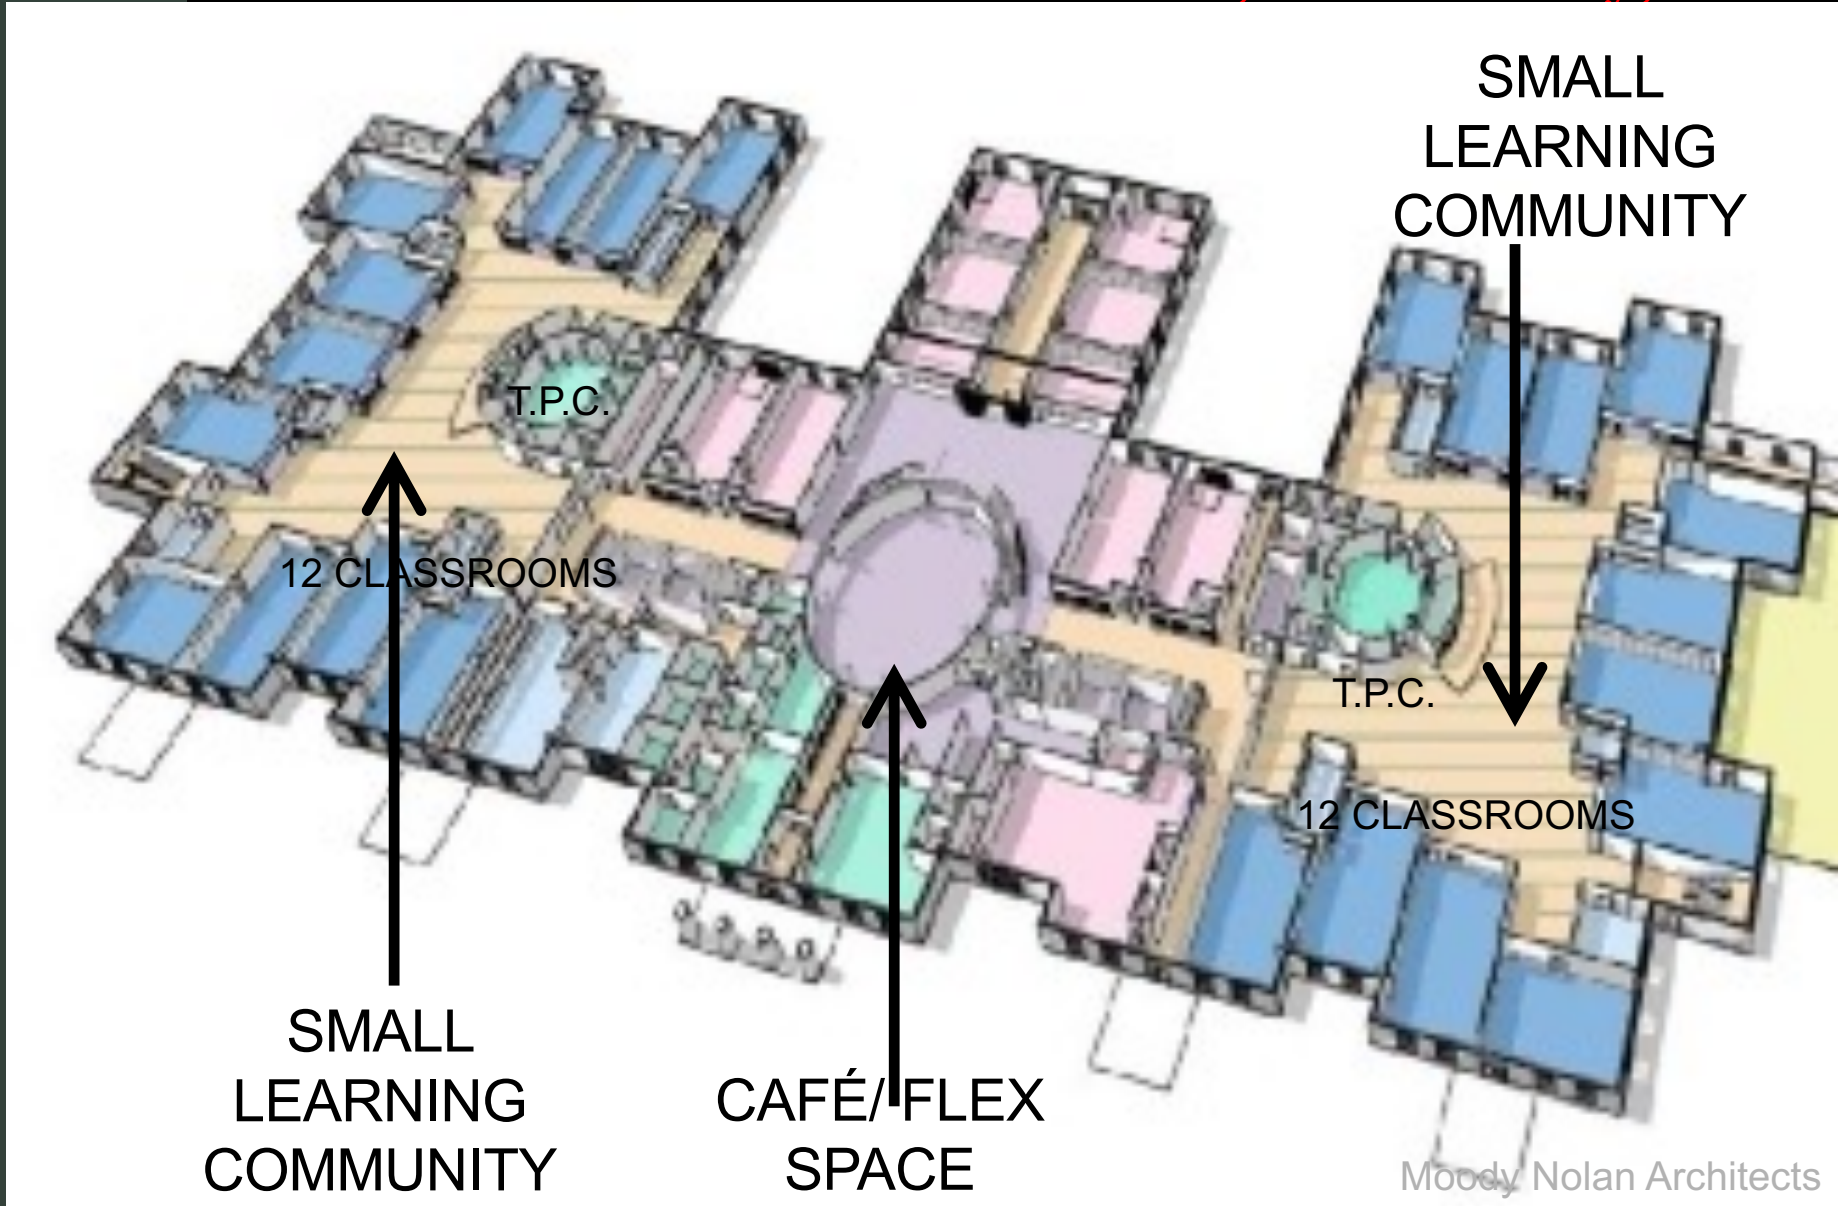 SMALL
LEARNING
COMMUNITY
T.P.C.
12 CLASSROOMS
T.P.C.
12 CLASSROOMS
SMALL
LEARNING
COMMUNITY
CAFÉ/ FLEX
SPACE
Moody Nolan Architects